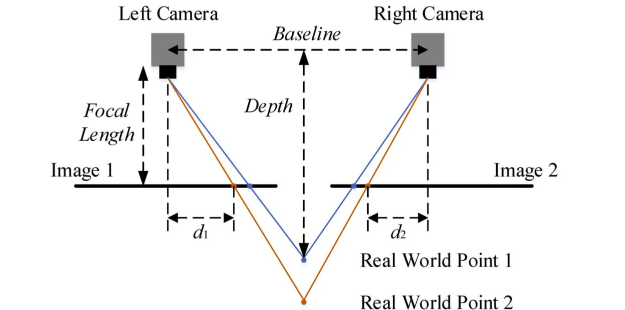 Left Camera
Right Camera
Baseline
Focal
Length
Depth
Image 1
Image 2
d1
d2
Real World Point 1
Real World Point 2